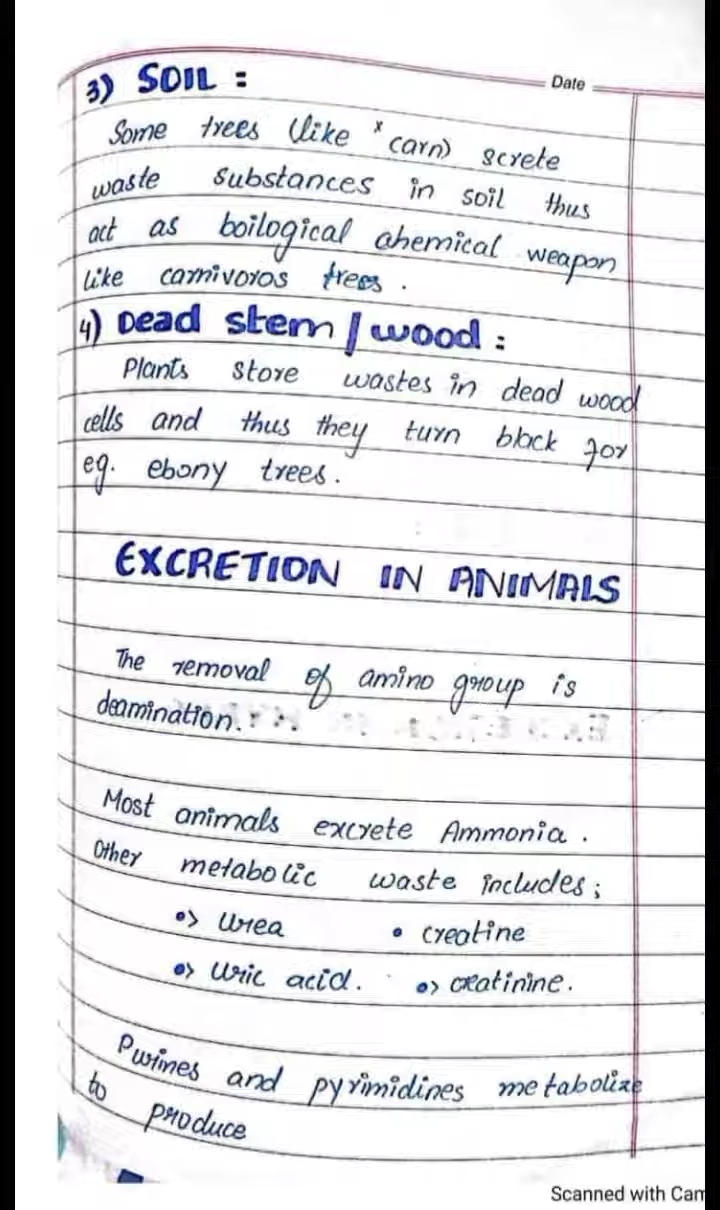 Date
3) SOIL :
Some trees (like x carn) screte
waste substances in soil thus
act as boilogical ahemical weapon
like carnivoros trees .
4) Dead stem / wood :
Plants store wastes in dead wood
cells and thus they turn black for
eg. ebony trees.
EXCRETION IN ANIMALS
The removal of amino group is
deamination.
Most animals excrete Ammonia .
Other metabolic waste includes ;
•> urea • creatine
•> uric acid. •> creatinine.
Purines and pyrimidines metabolize
to produce
Scanned with Cam